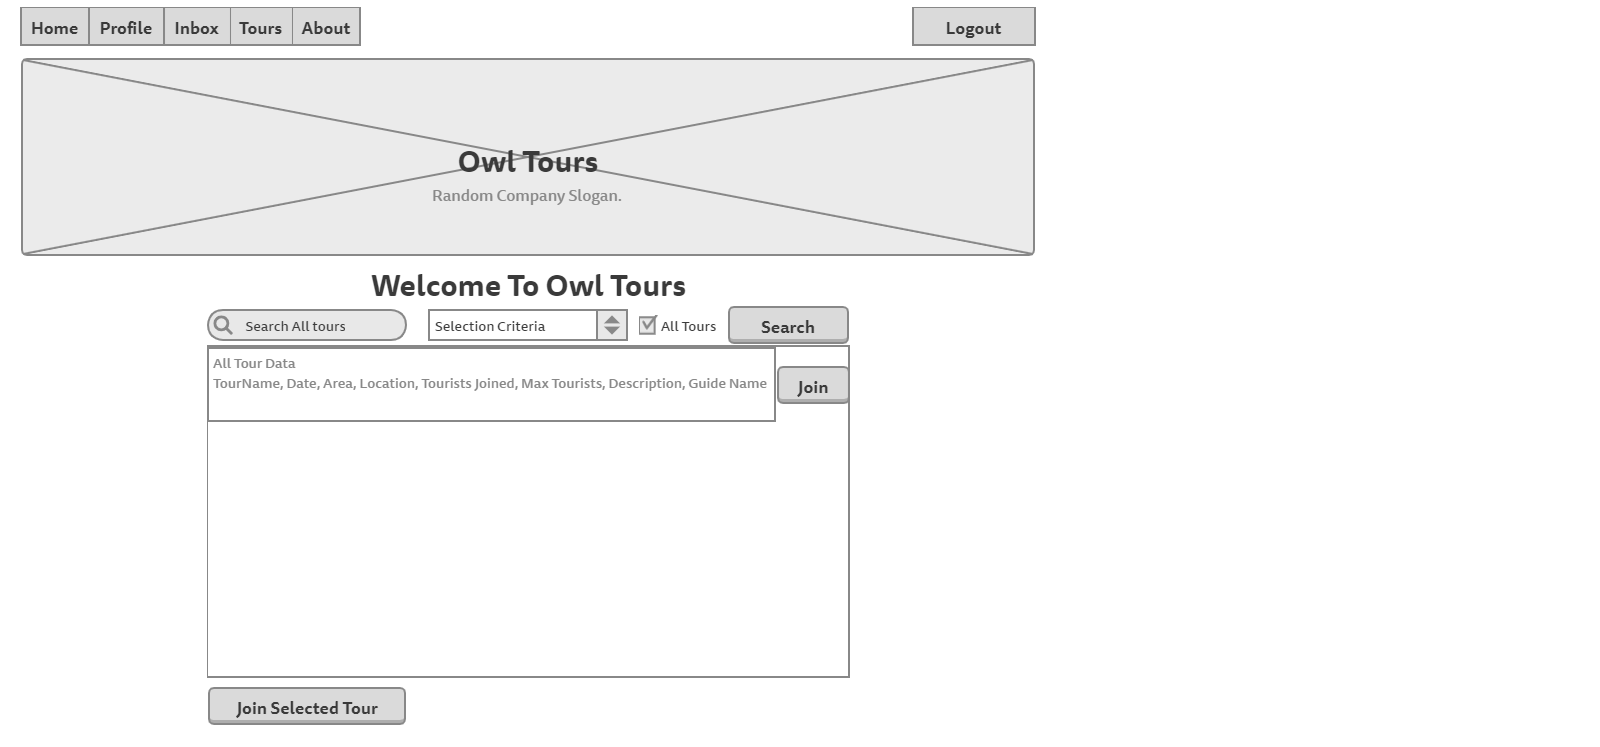 Home Profile Inbox Tours About Logout
Owl Tours
Random Company Slogan.
Welcome To Owl Tours
Search All tours Selection Criteria All Tours Search
All Tour Data
TourName, Date, Area, Location, Tourists Joined, Max Tourists, Description, Guide Name
Join
Join Selected Tour